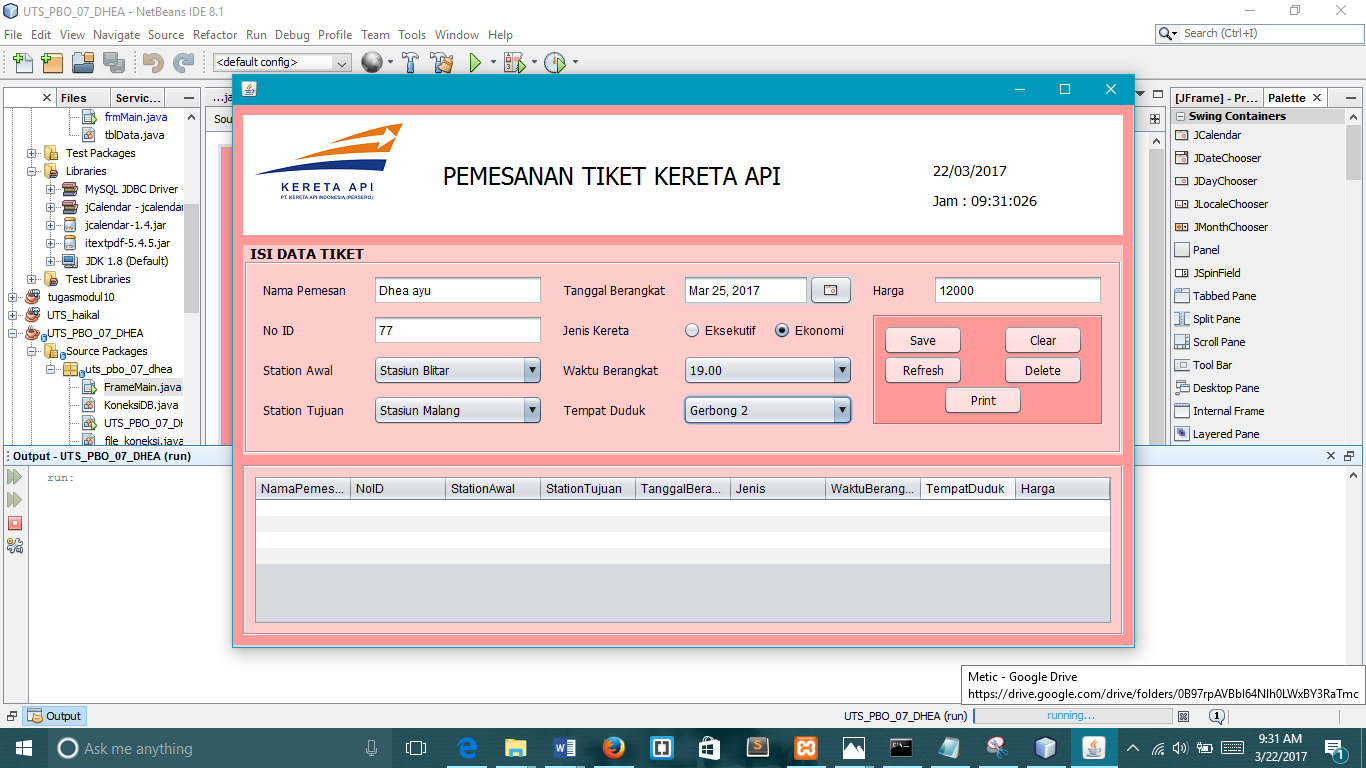 UTS_PBO_07_DHEA - NetBeans IDE 8.1
File Edit View Navigate Source Refactor Run Debug Profile Team Tools Window Help
Search (Ctrl+I)
<default config>
Files Servic... ...ja
Sou
frmMain.java
tblData.java
Test Packages
Libraries
MySQL JDBC Driver
jCalendar - jcalendar
jcalendar-1.4.jar
itextpdf-5.4.5.jar
JDK 1.8 (Default)
Test Libraries
tugasmodul10
UTS_haikal
UTS_PBO_07_DHEA
Source Packages
uts_pbo_07_dhea
FrameMain.java
KoneksiDB.java
UTS_PBO_07_DH
file_koneksi.java
KERETA API
PT. KERETA API INDONESIA (PERSERO)
PEMESANAN TIKET KERETA API
22/03/2017
Jam : 09:31:026
ISI DATA TIKET
Nama Pemesan Dhea ayu Tanggal Berangkat Mar 25, 2017 Harga 12000
No ID 77 Jenis Kereta Eksekutif Ekonomi
Station Awal Stasiun Blitar Waktu Berangkat 19.00
Station Tujuan Stasiun Malang Tempat Duduk Gerbong 2
Save Clear
Refresh Delete
Print
NamaPemes... NoID StationAwal StationTujuan TanggalBera... Jenis WaktuBerang... TempatDuduk Harga
[JFrame] - Pr... Palette
Swing Containers
JCalendar
JDateChooser
JDayChooser
JLocaleChooser
JMonthChooser
Panel
JSpinField
Tabbed Pane
Split Pane
Scroll Pane
Tool Bar
Desktop Pane
Internal Frame
Layered Pane
Output - UTS_PBO_07_DHEA (run)
run:
Metic - Google Drive
https://drive.google.com/drive/folders/0B97rpAVBbI64Nlh0LWxBY3RaTmc
Output
UTS_PBO_07_DHEA (run) running... 1
Ask me anything
9:31 AM
3/22/2017
1